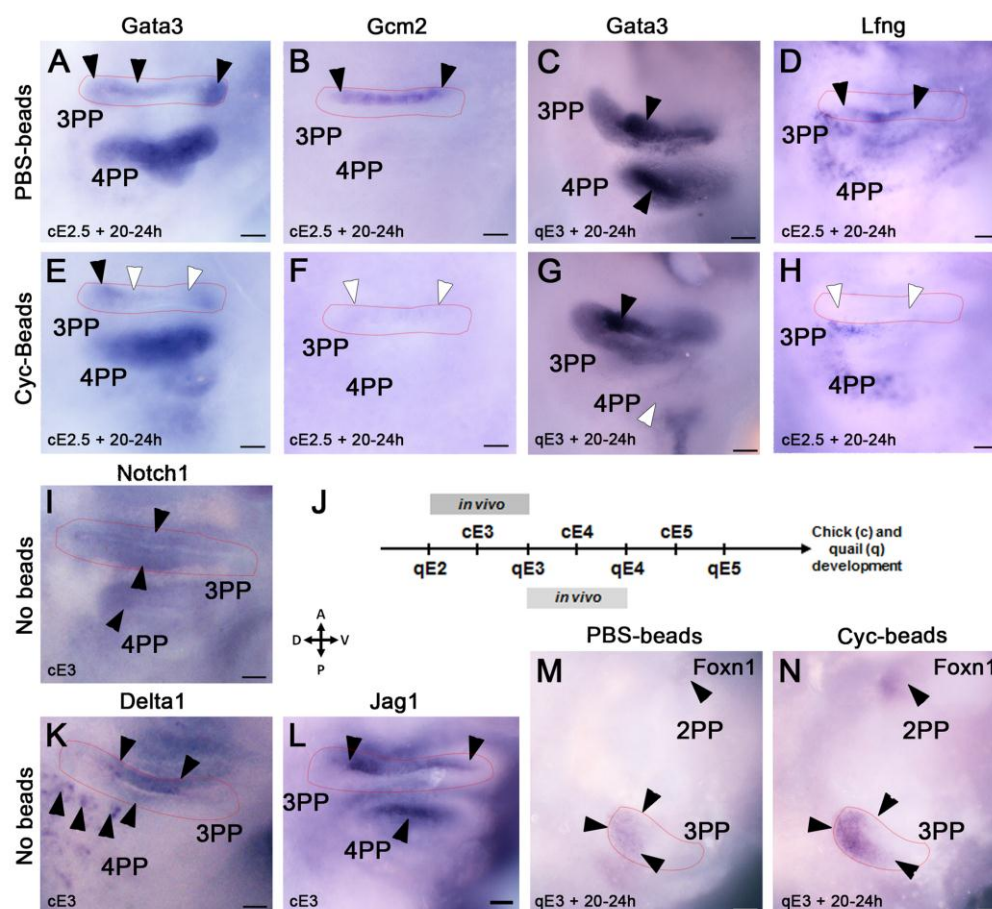 Gata3 Gcm2 Gata3 Lfng
PBS-beads
A B C D
3PP 3PP 3PP 3PP
4PP 4PP 4PP 4PP
cE2.5 + 20-24h cE2.5 + 20-24h qE3 + 20-24h cE2.5 + 20-24h
Cyc-Beads
E F G H
3PP 3PP 3PP 3PP
4PP 4PP 4PP 4PP
cE2.5 + 20-24h cE2.5 + 20-24h qE3 + 20-24h cE2.5 + 20-24h
Notch1
No beads
I
3PP
4PP
cE3
J
in vivo
cE3 cE4 cE5
Chick (c) and
quail (q)
development
qE2 qE3 qE4 qE5
in vivo
A
D V
P
Delta1 Jag1 PBS-beads Cyc-beads
No beads
K L M N
Foxn1 Foxn1
2PP 2PP
3PP 3PP 3PP 3PP
4PP 4PP
cE3 cE3 qE3 + 20-24h qE3 + 20-24h